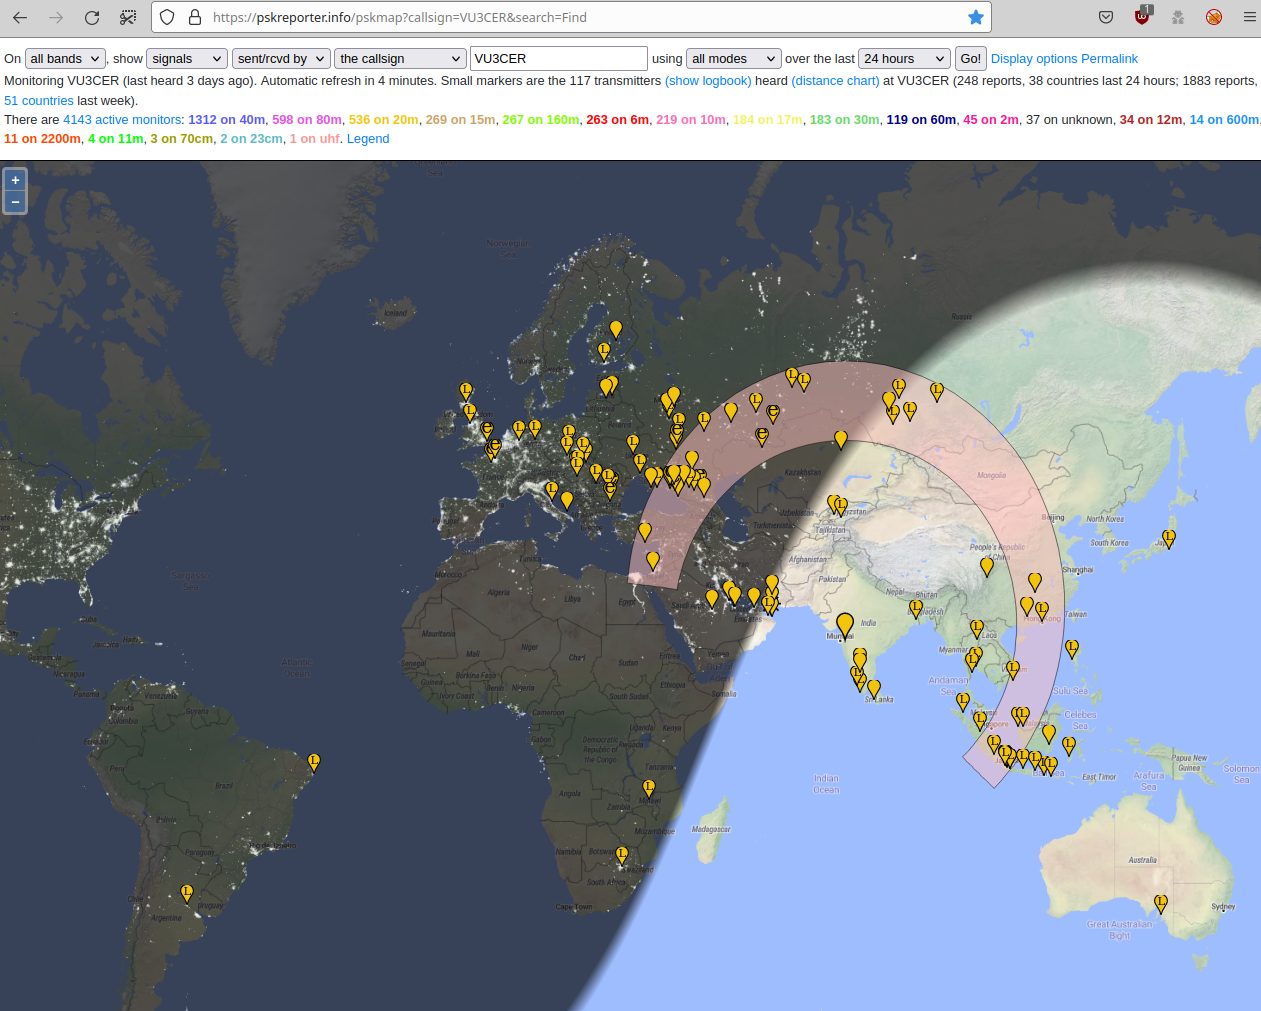 https://pskreporter.info/pskmap?callsign=VU3CER&search=Find
1
On all bands, show signals sent/rcvd by the callsign VU3CER using all modes over the last 24 hours Go! Display options Permalink
Monitoring VU3CER (last heard 3 days ago). Automatic refresh in 4 minutes. Small markers are the 117 transmitters (show logbook) heard (distance chart) at VU3CER (248 reports, 38 countries last 24 hours; 1883 reports,
51 countries last week).
There are 4143 active monitors: 1312 on 40m, 598 on 80m, 536 on 20m, 269 on 15m, 267 on 160m, 263 on 6m, 219 on 10m, 184 on 17m, 183 on 30m, 119 on 60m, 45 on 2m, 37 on unknown, 34 on 12m, 14 on 600m,
11 on 2200m, 4 on 11m, 3 on 70cm, 2 on 23cm, 1 on uhf. Legend
+
−
Norwegian
Sea
Iceland
Russia
Poland
Kazakhstan
Mongolia
Beijing
North Korea
South Korea
Tajikistan
Afghanistan
People's Republic
of China
Shanghai
Pakistan
Nepal
Bhutan
Taiwan
India
Mumbai
Hong Kong
Laos
Myanmar
Andaman
Sea
Sri Lanka
Sulu Sea
Celebes
Sea
Morocco
Algeria
Tunisia
Libya
Egypt
Mauritania
Mali
Niger
Chad
Sudan
Eritrea
Yemen
Senegal
Guinea
Burkina Faso
Ivory Coast
Nigeria
South Sudan
Ethiopia
Somalia
Cameroon
Gabon
Uganda
Kenya
Democratic
Republic of
the Congo
Tanzania
Angola
Zambia
Malawi
Mozambique
Madagascar
Namibia
Botswana
South Africa
Cape Town
Sargasso
Sea
Atlantic
Ocean
Cuba
Nicaragua
Panama
Venezuela
Guyana
Bogota
Colombia
Peru
Brazil
Bolivia
Paraguay
Rio de Janeiro
Chile
Uruguay
Argentina
Indian
Ocean
East Timor
Arafura
Sea
Papua New
Guinea
Solomon
Sea
Australia
Great Australian
Bight
Sydney